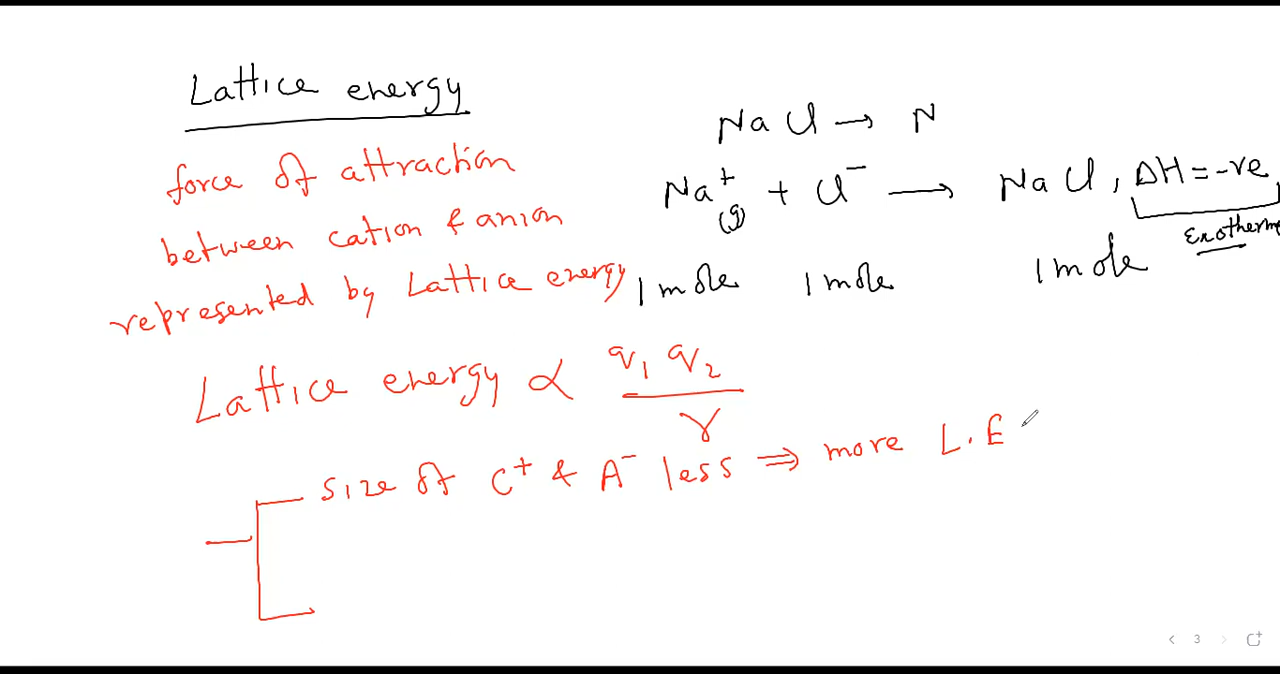 Lattice energy
force of attraction
between cation & anion
represented by Lattice energy
NaCl → N
Na⁺(g) + Cl⁻ → NaCl, ΔH = -ve
Exotherm
1 mole 1 mole 1 mole
Lattice energy ∝ q₁ q₂ / r
size of C⁺ & A⁻ less ⇒ more L.E
3